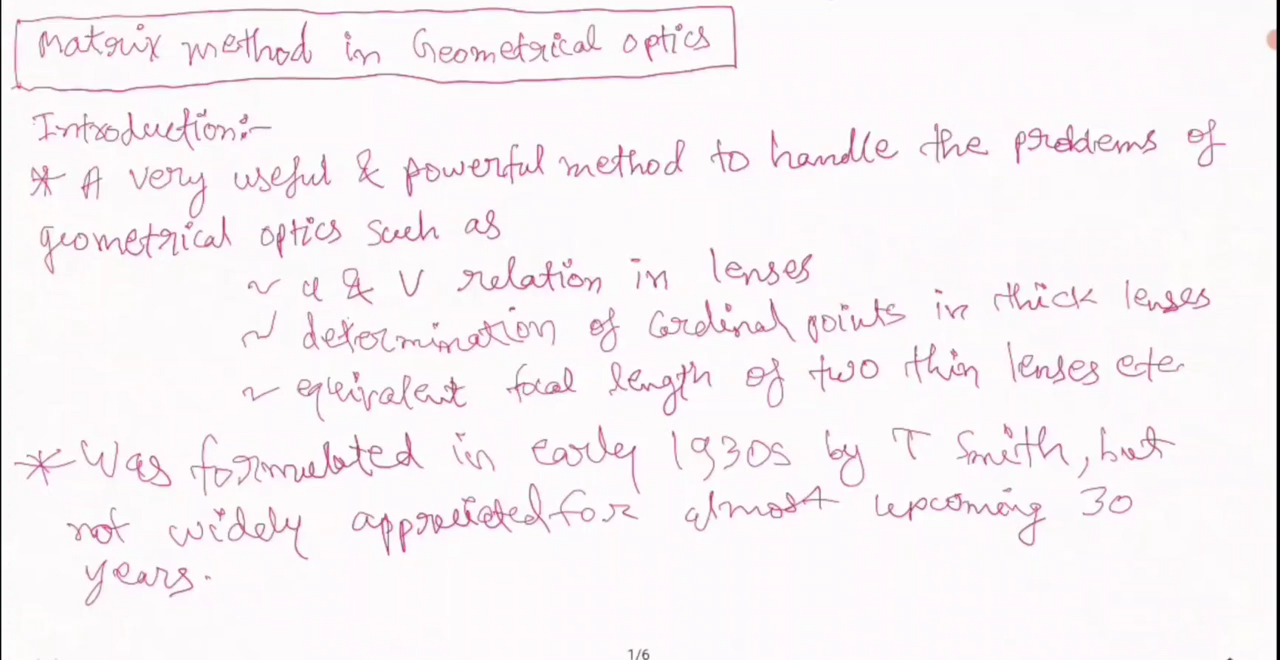 Matrix method in Geometrical optics
Introduction:-
* A very useful & powerful method to handle the problems of
geometrical optics such as
~ u & V relation in lenses
~ determination of Cardinal points in thick lenses
~ equivalent focal length of two thin lenses etc
* Was formulated in early 1930s by T Smith, but
not widely appreciated for almost upcoming 30
years.
1/6